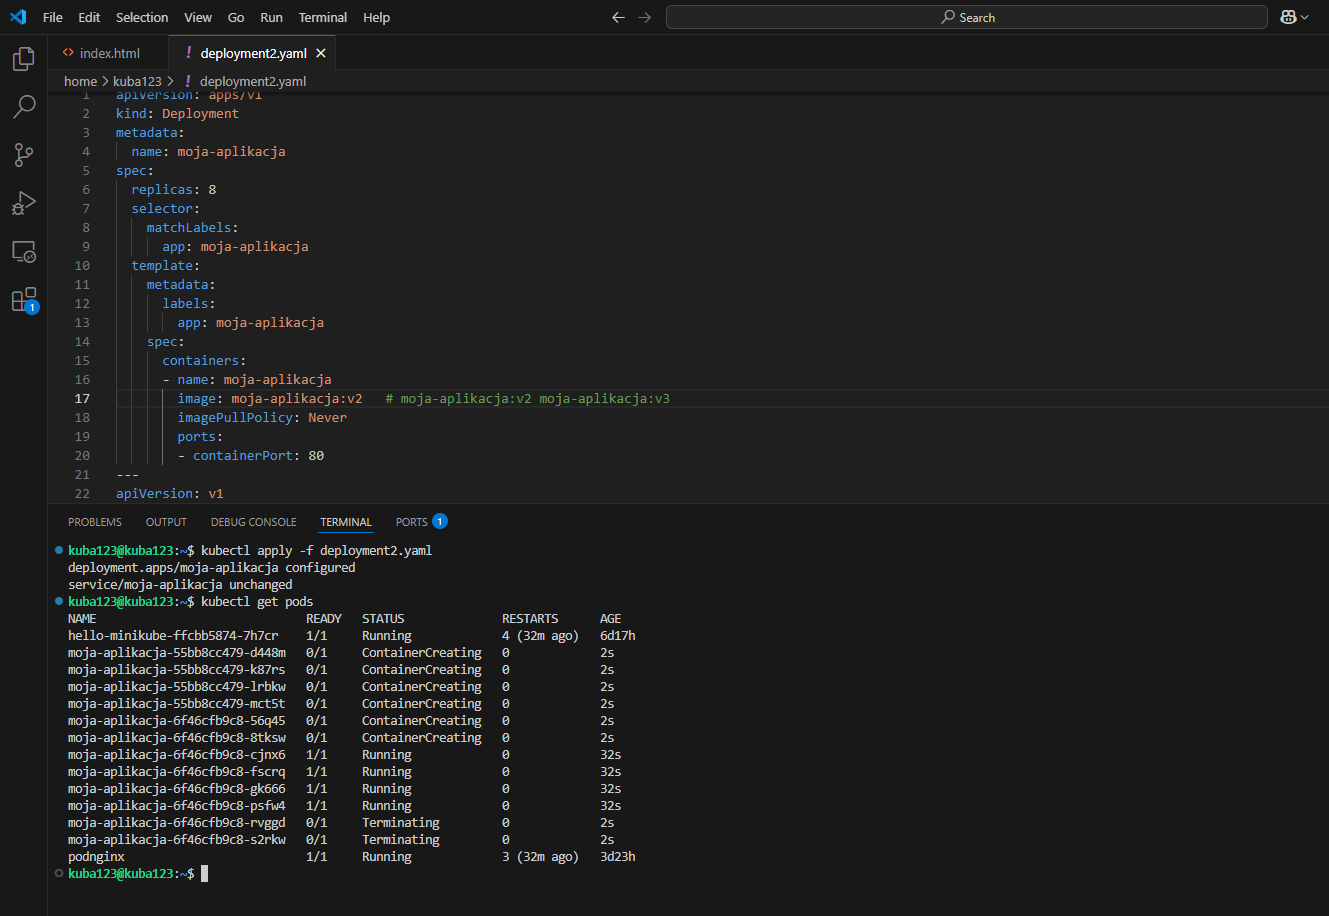 File Edit Selection View Go Run Terminal Help Search
index.html ! deployment2.yaml
home > kuba123 > ! deployment2.yaml
1 apiVersion: apps/v1
2 kind: Deployment
3 metadata:
4 name: moja-aplikacja
5 spec:
6 replicas: 8
7 selector:
8 matchLabels:
9 app: moja-aplikacja
10 template:
11 metadata:
12 labels:
13 app: moja-aplikacja
14 spec:
15 containers:
16 - name: moja-aplikacja
17 image: moja-aplikacja:v2 # moja-aplikacja:v2 moja-aplikacja:v3
18 imagePullPolicy: Never
19 ports:
20 - containerPort: 80
21 ---
22 apiVersion: v1
1
PROBLEMS OUTPUT DEBUG CONSOLE TERMINAL PORTS 1
kuba123@kuba123:~$ kubectl apply -f deployment2.yaml
deployment.apps/moja-aplikacja configured
service/moja-aplikacja unchanged
kuba123@kuba123:~$ kubectl get pods
NAME READY STATUS RESTARTS AGE
hello-minikube-ffcbb5874-7h7cr 1/1 Running 4 (32m ago) 6d17h
moja-aplikacja-55bb8cc479-d448m 0/1 ContainerCreating 0 2s
moja-aplikacja-55bb8cc479-k87rs 0/1 ContainerCreating 0 2s
moja-aplikacja-55bb8cc479-lrbkw 0/1 ContainerCreating 0 2s
moja-aplikacja-55bb8cc479-mct5t 0/1 ContainerCreating 0 2s
moja-aplikacja-6f46cfb9c8-56q45 0/1 ContainerCreating 0 2s
moja-aplikacja-6f46cfb9c8-8tksw 0/1 ContainerCreating 0 2s
moja-aplikacja-6f46cfb9c8-cjnx6 1/1 Running 0 32s
moja-aplikacja-6f46cfb9c8-fscrq 1/1 Running 0 32s
moja-aplikacja-6f46cfb9c8-gk666 1/1 Running 0 32s
moja-aplikacja-6f46cfb9c8-psfw4 1/1 Running 0 32s
moja-aplikacja-6f46cfb9c8-rvggd 0/1 Terminating 0 2s
moja-aplikacja-6f46cfb9c8-s2rkw 0/1 Terminating 0 2s
podnginx 1/1 Running 3 (32m ago) 3d23h
kuba123@kuba123:~$